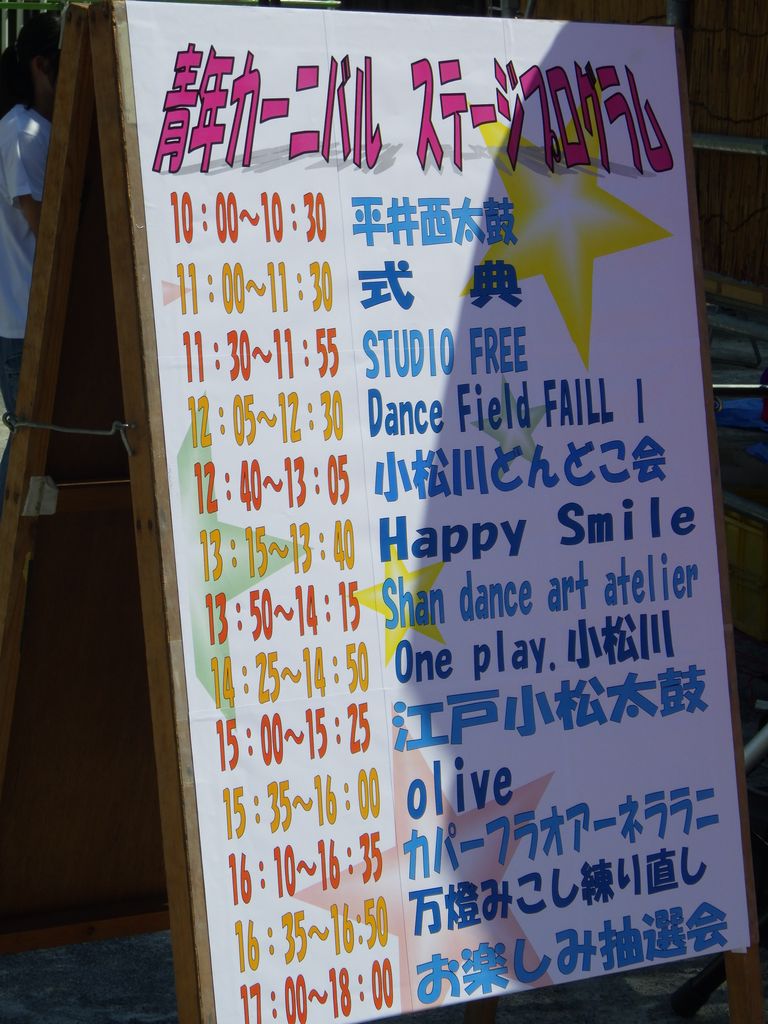 青年カーニバル ステージプログラム
10:00～10:30 平井西太鼓
11:00～11:30 式 典
11:30～11:55 STUDIO FREE
12:05～12:30 Dance Field FAILL I
12:40～13:05 小松川どんどこ会
13:15～13:40 Happy Smile
13:50～14:15 Shan dance art atelier
14:25～14:50 One play.小松川
15:00～15:25 江戸小松太鼓
15:35～16:00 olive
16:10～16:35 カパーフラオアーネララニ
16:35～16:50 万燈みこし練り直し
17:00～18:00 お楽しみ抽選会